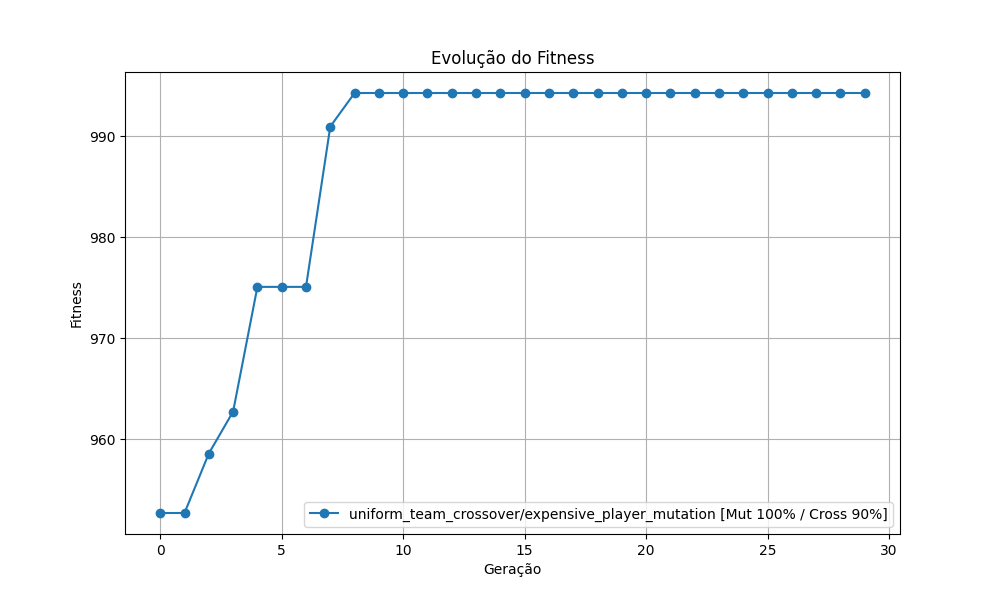 Evolução do Fitness
Fitness
990
980
970
960
uniform_team_crossover/expensive_player_mutation [Mut 100% / Cross 90%]
0 5 10 15 20 25 30
Geração